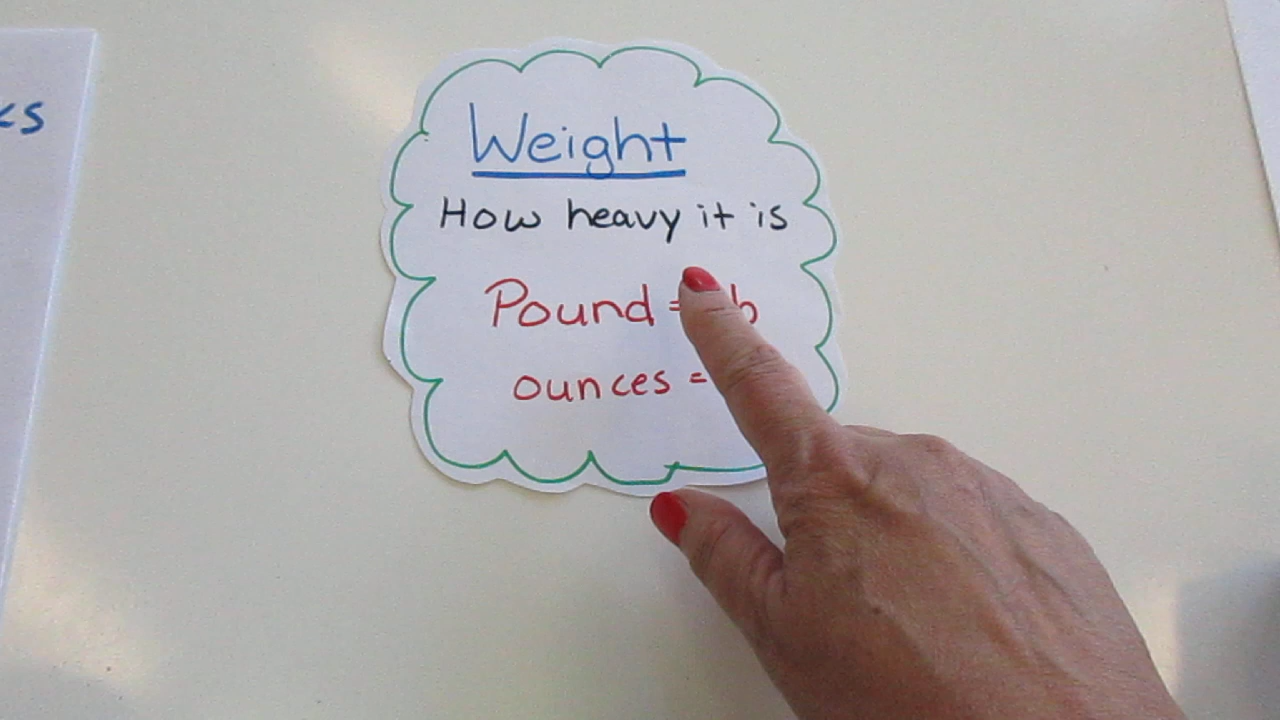 Weight
How heavy it is
Pound =
ounces =